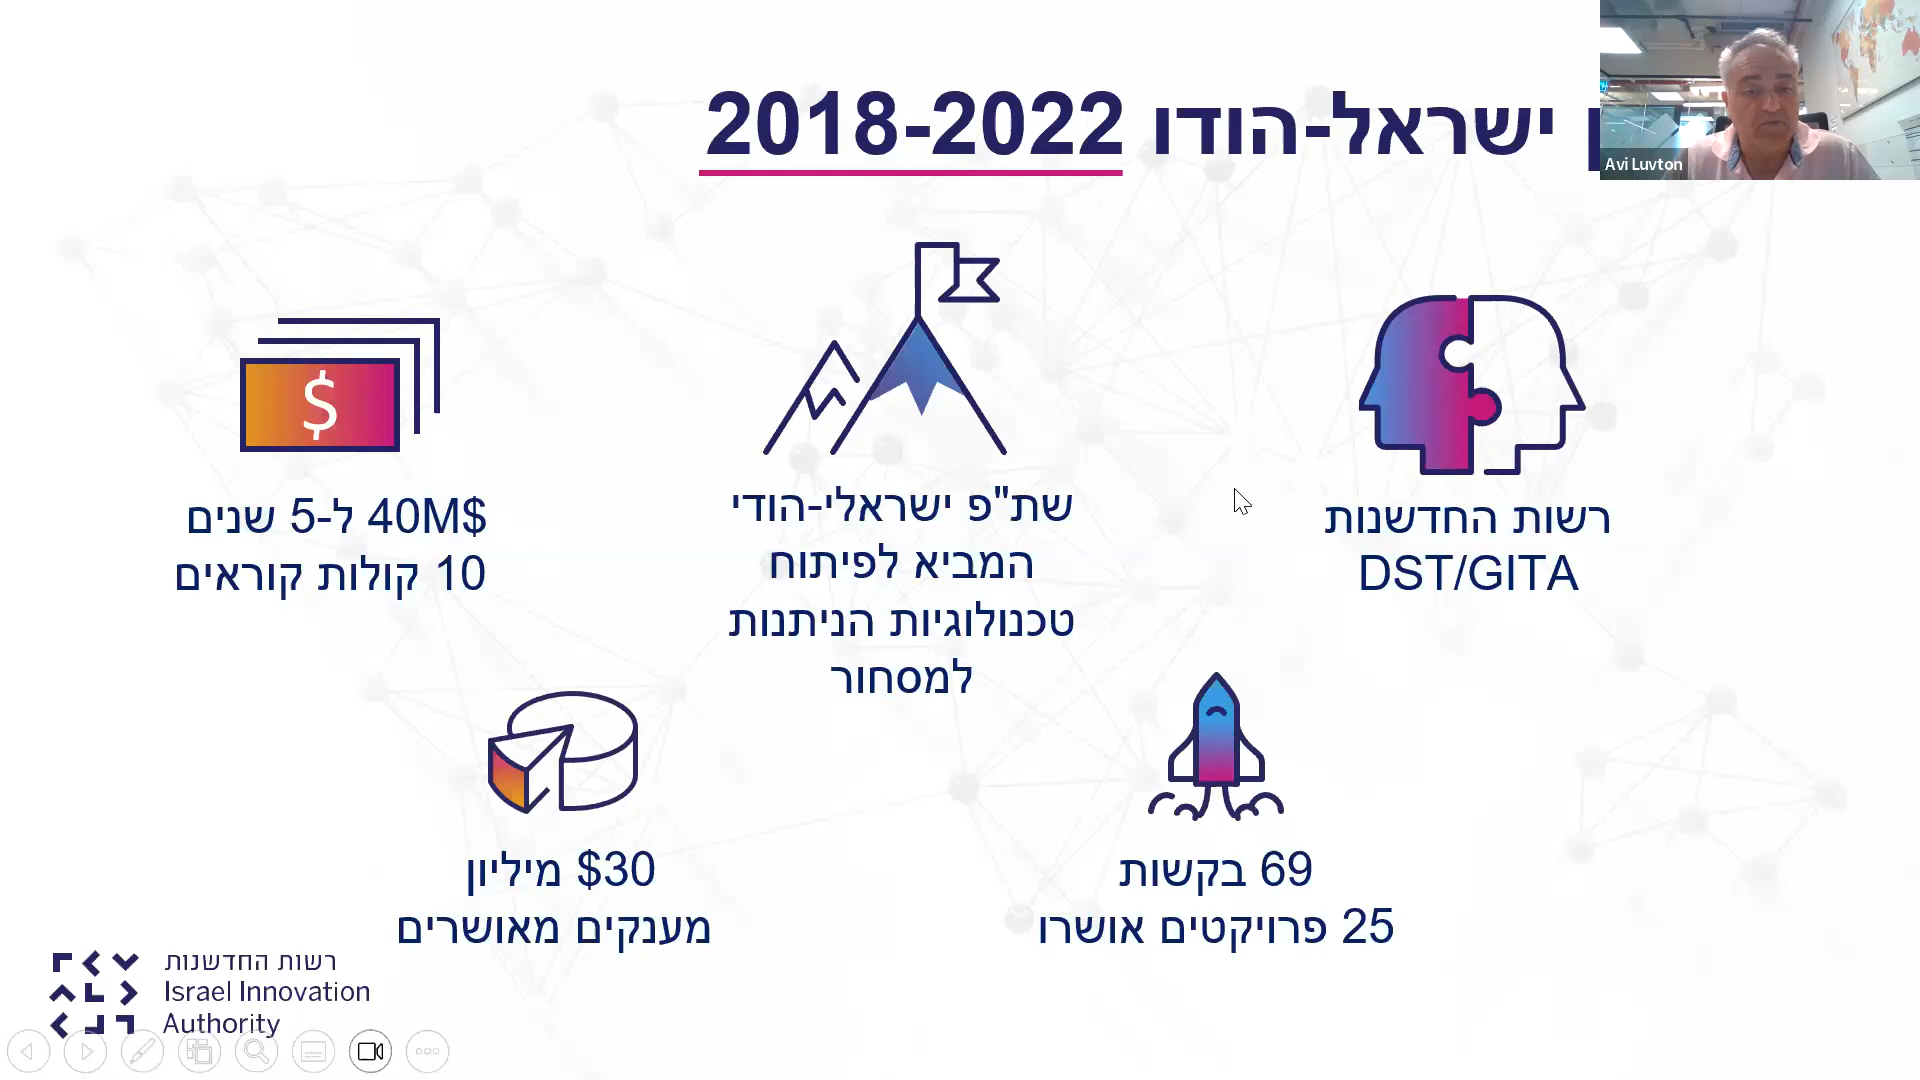 ישראל-הודו 2018-2022
Avi Luvton
רשות החדשנות
DST/GITA
שת"פ ישראלי-הודי
המביא לפיתוח
טכנולוגיות הניתנות
למסחור
40M$ ל-5 שנים
10 קולות קוראים
69 בקשות
25 פרויקטים אושרו
$30 מיליון
מענקים מאושרים
$
רשות החדשנות
Israel Innovation
Authority